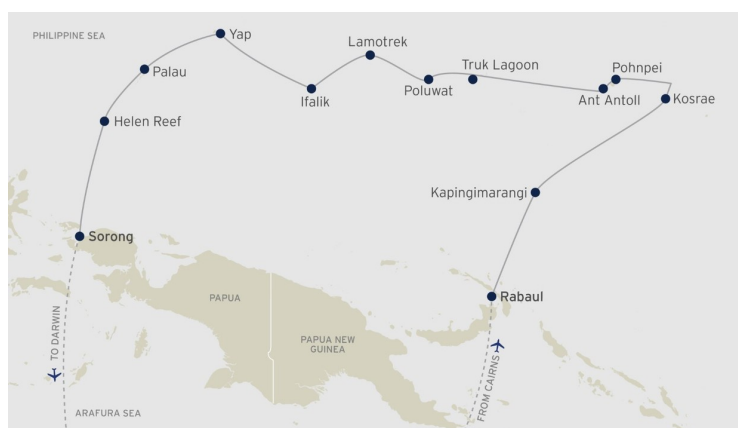 PHILIPPINE SEA
Yap
Lamotrek
Palau
Truk Lagoon
Pohnpei
Poluwat
Ifalik
Ant Antoll
Kosrae
Helen Reef
Kapingimarangi
Sorong
PAPUA
Rabaul
PAPUA NEW
GUINEA
TO DARWIN
FROM CAIRNS
ARAFURA SEA